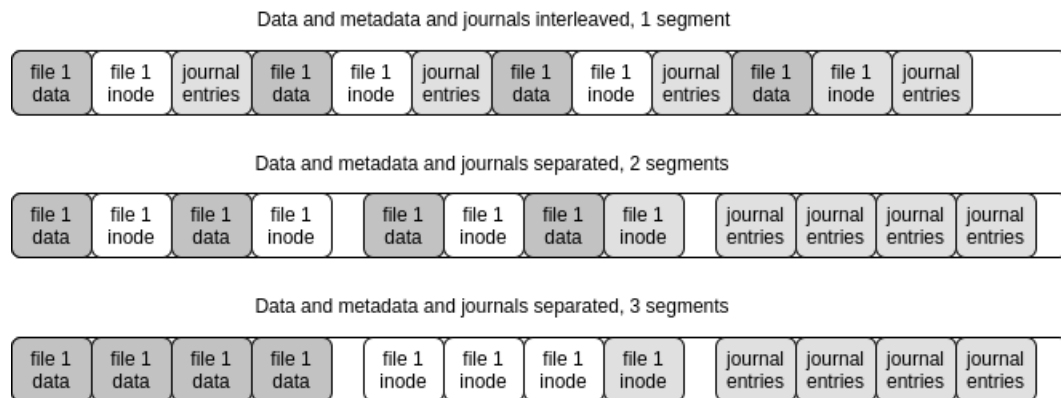 Data and metadata and journals interleaved, 1 segment
file 1 file 1 journal file 1 file 1 journal file 1 file 1 journal file 1 file 1 journal
data inode entries data inode entries data inode entries data inode entries
Data and metadata and journals separated, 2 segments
file 1 file 1 file 1 file 1 file 1 file 1 file 1 file 1 journal journal journal journal
data inode data inode data inode data inode entries entries entries entries
Data and metadata and journals separated, 3 segments
file 1 file 1 file 1 file 1 file 1 file 1 file 1 file 1 journal journal journal journal
data data data data inode inode inode inode entries entries entries entries